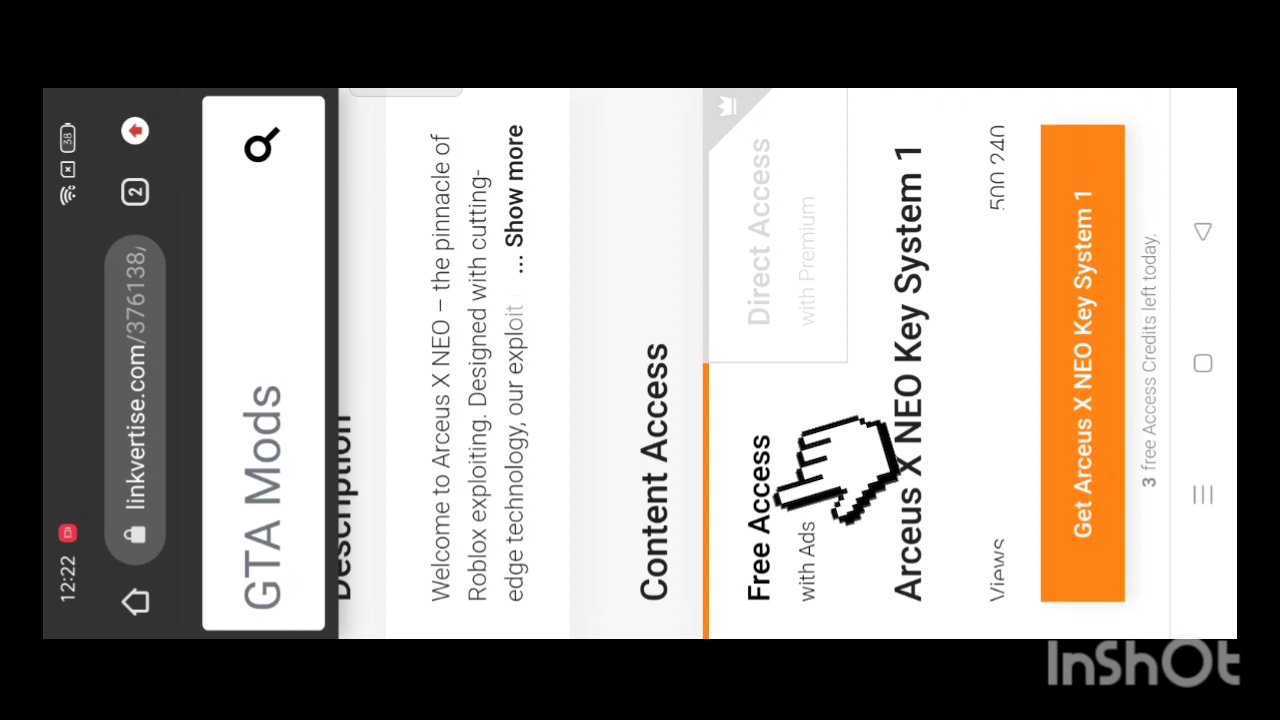 12:22
38
linkvertise.com/376138/
2
GTA Mods
Description
Welcome to Arceus X NEO – the pinnacle of
Roblox exploiting. Designed with cutting-
edge technology, our exploit ... Show more
Content Access
Free Access
with Ads
Direct Access
with Premium
Arceus X NEO Key System 1
Views 500 240
Get Arceus X NEO Key System 1
3 free Access Credits left today.
InShOt